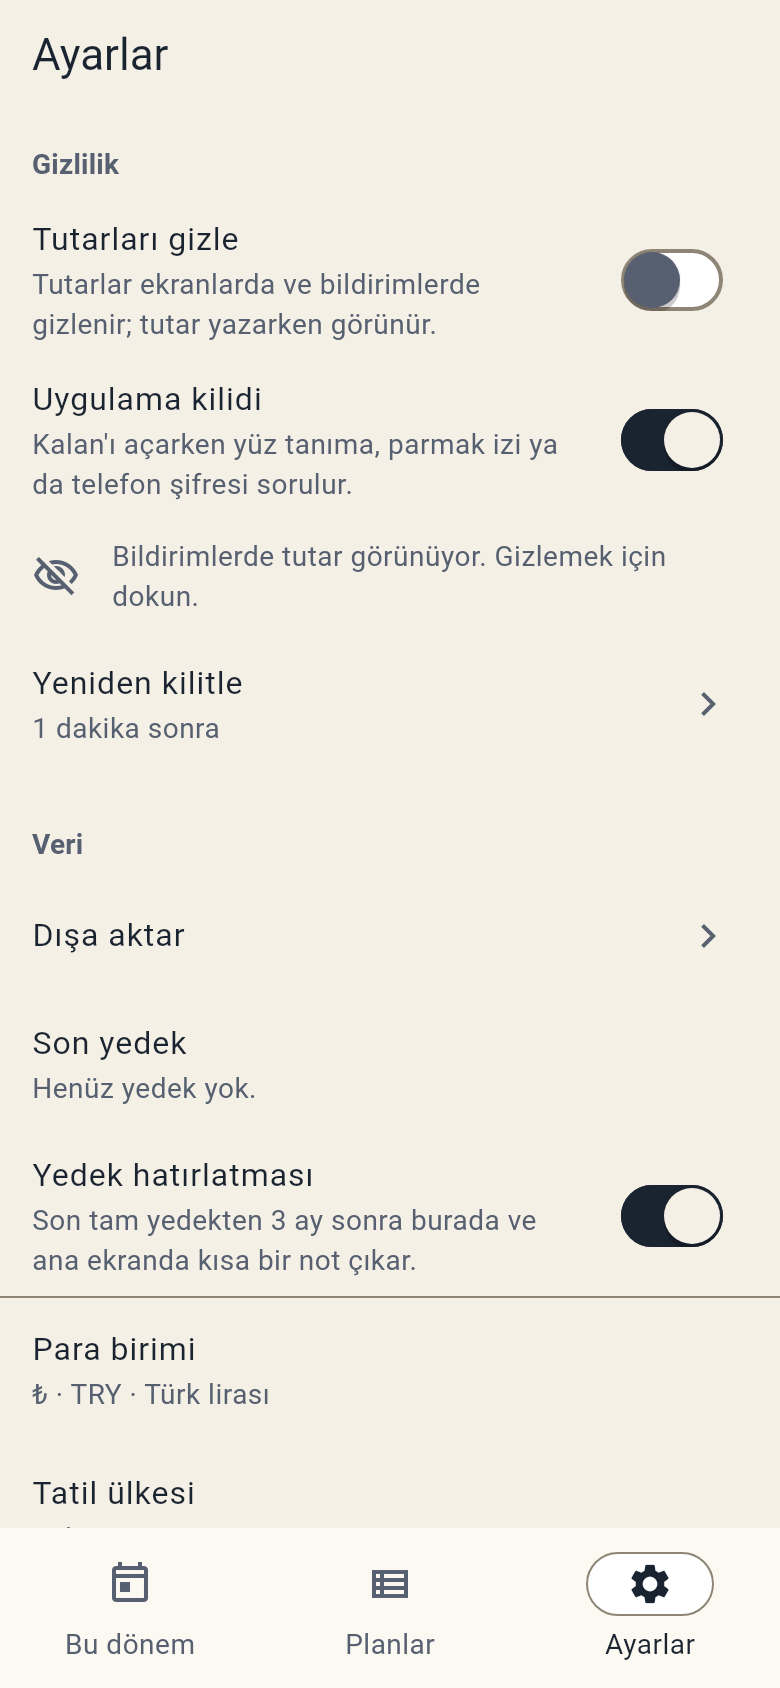 Ayarlar
Gizlilik
Tutarları gizle
Tutarlar ekranlarda ve bildirimlerde
gizlenir; tutar yazarken görünür.
Uygulama kilidi
Kalan'ı açarken yüz tanıma, parmak izi ya
da telefon şifresi sorulur.
Bildirimlerde tutar görünüyor. Gizlemek için
dokun.
Yeniden kilitle
1 dakika sonra
Veri
Dışa aktar
Son yedek
Henüz yedek yok.
Yedek hatırlatması
Son tam yedekten 3 ay sonra burada ve
ana ekranda kısa bir not çıkar.
Para birimi
₺ · TRY · Türk lirası
Tatil ülkesi
Bu dönem
Planlar
Ayarlar